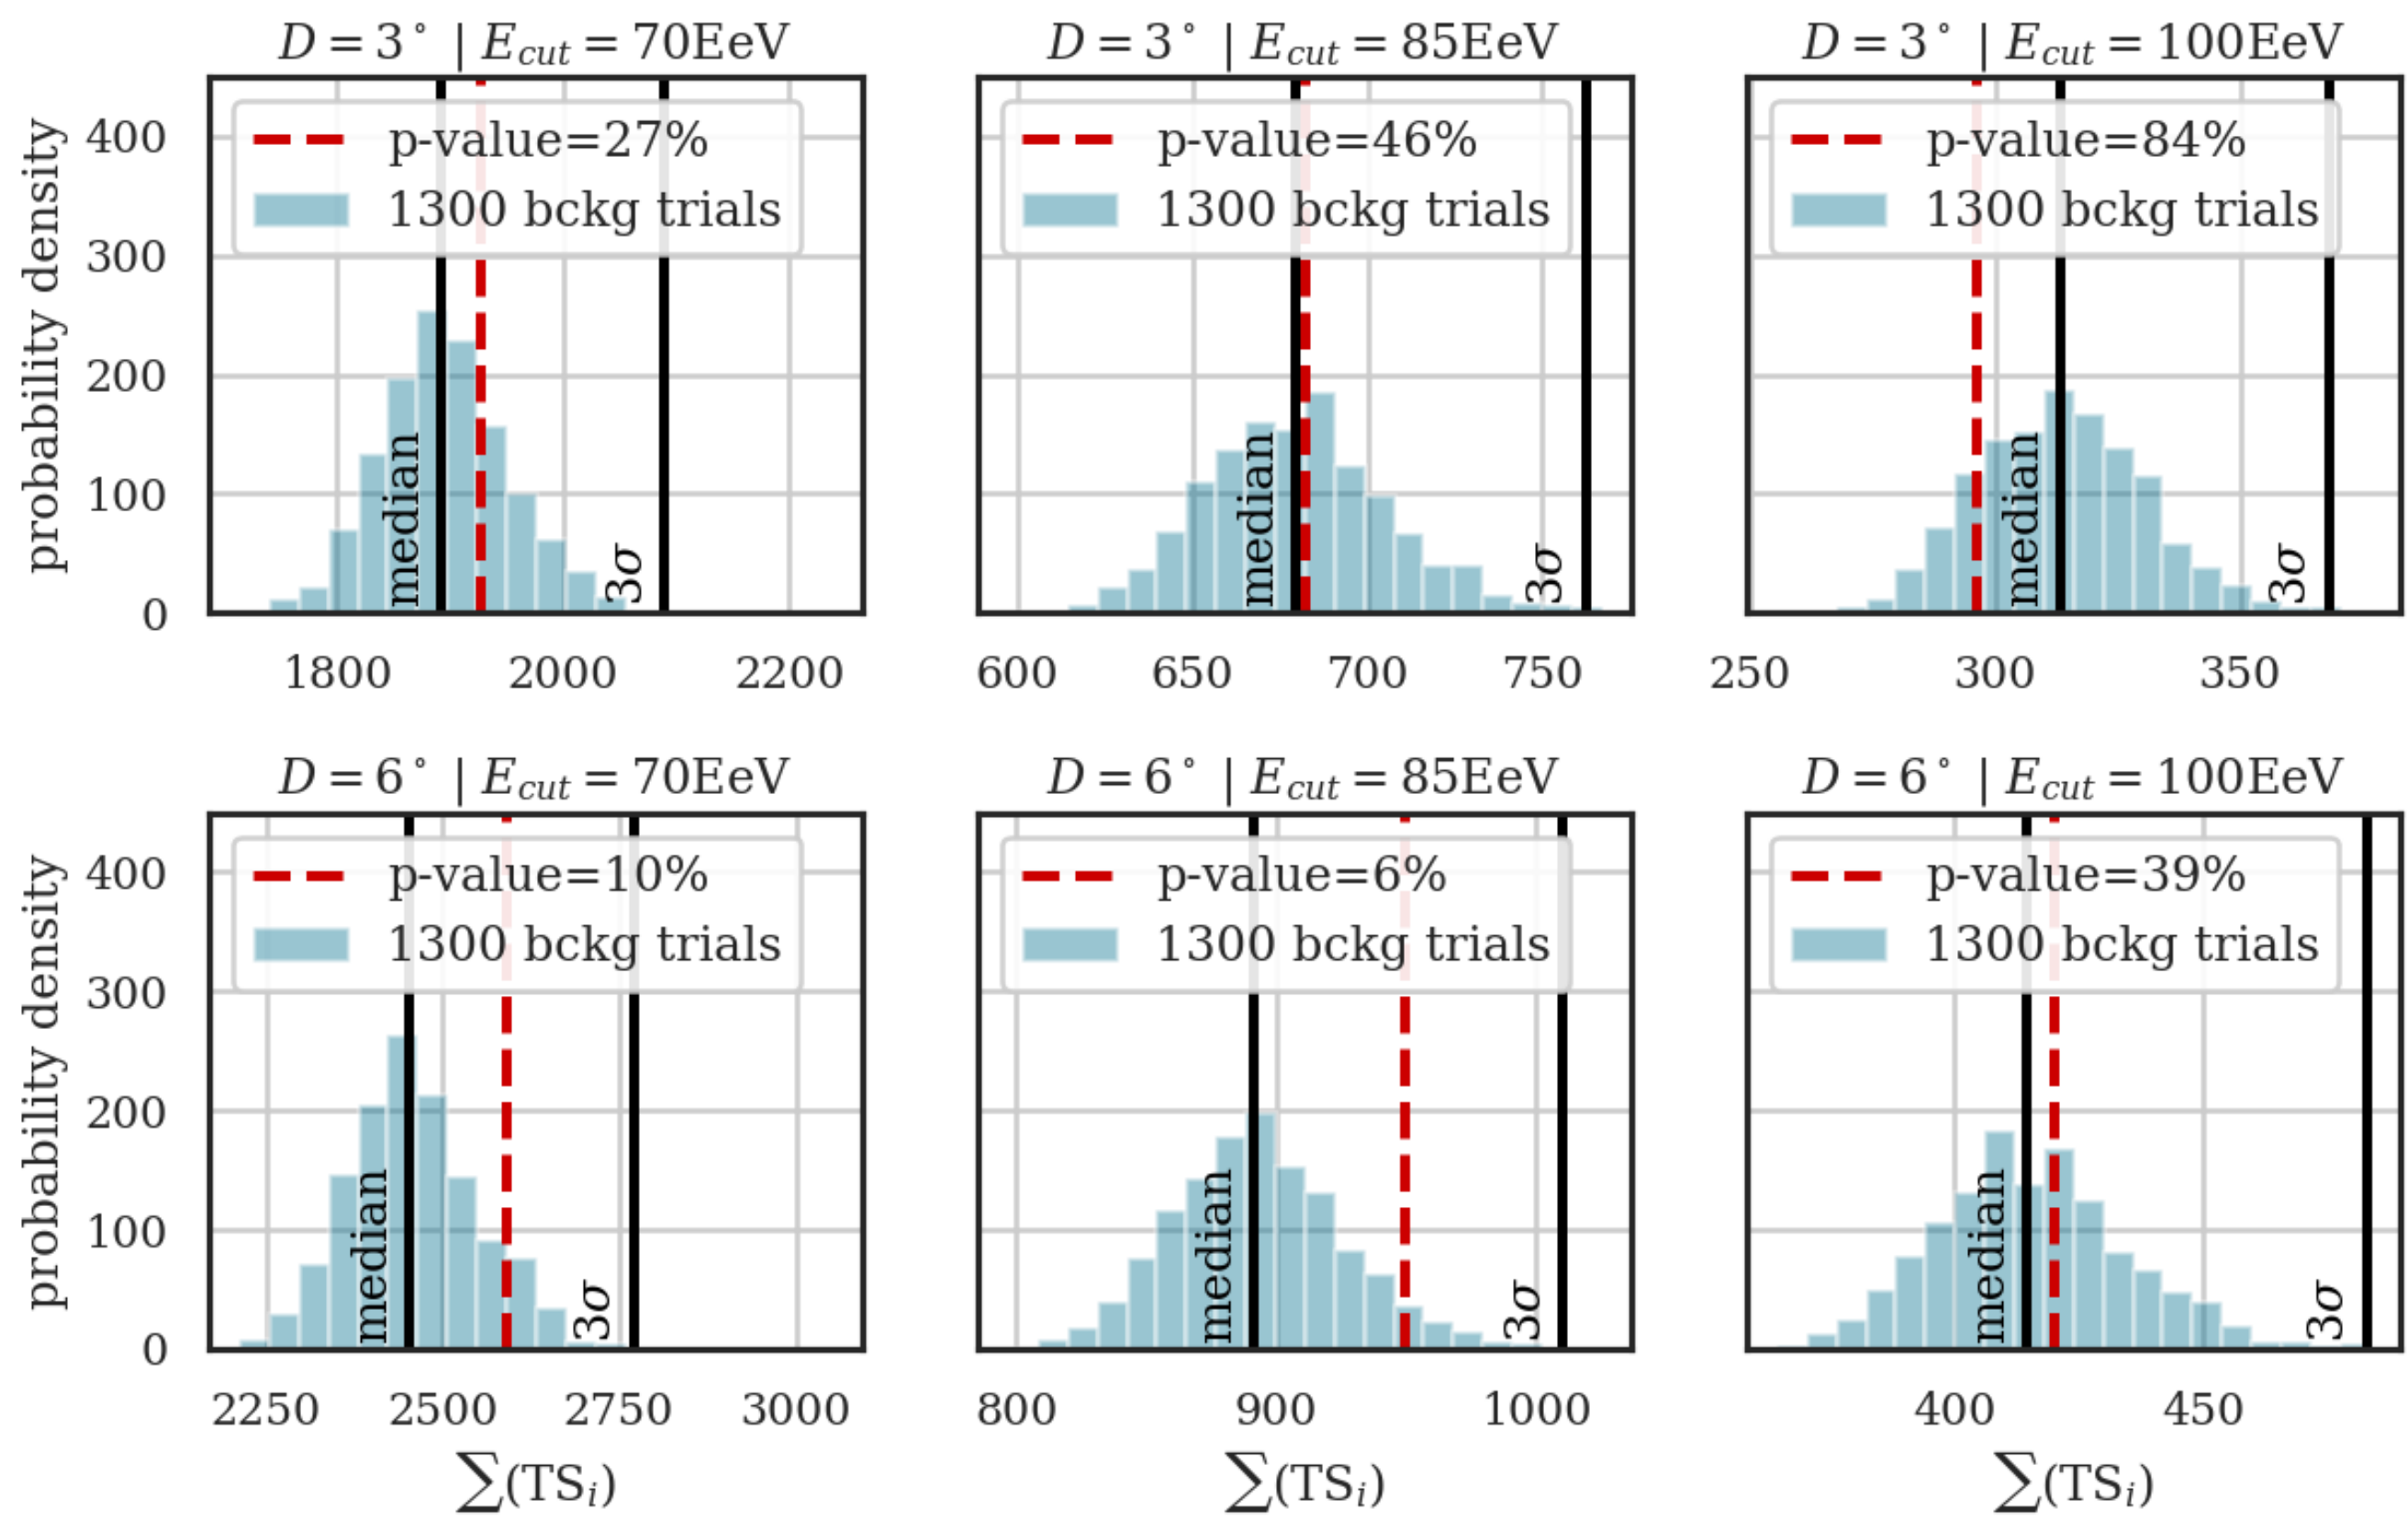 D = 3° | E_cut = 70EeV
D = 3° | E_cut = 85EeV
D = 3° | E_cut = 100EeV
probability density
400
300
200
100
0
p-value=27%
1300 bckg trials
median
3σ
1800 2000 2200
p-value=46%
1300 bckg trials
median
3σ
600 650 700 750
p-value=84%
1300 bckg trials
median
3σ
250 300 350
D = 6° | E_cut = 70EeV
D = 6° | E_cut = 85EeV
D = 6° | E_cut = 100EeV
probability density
400
300
200
100
0
p-value=10%
1300 bckg trials
median
3σ
2250 2500 2750 3000
∑(TS_i)
p-value=6%
1300 bckg trials
median
3σ
800 900 1000
∑(TS_i)
p-value=39%
1300 bckg trials
median
3σ
400 450
∑(TS_i)